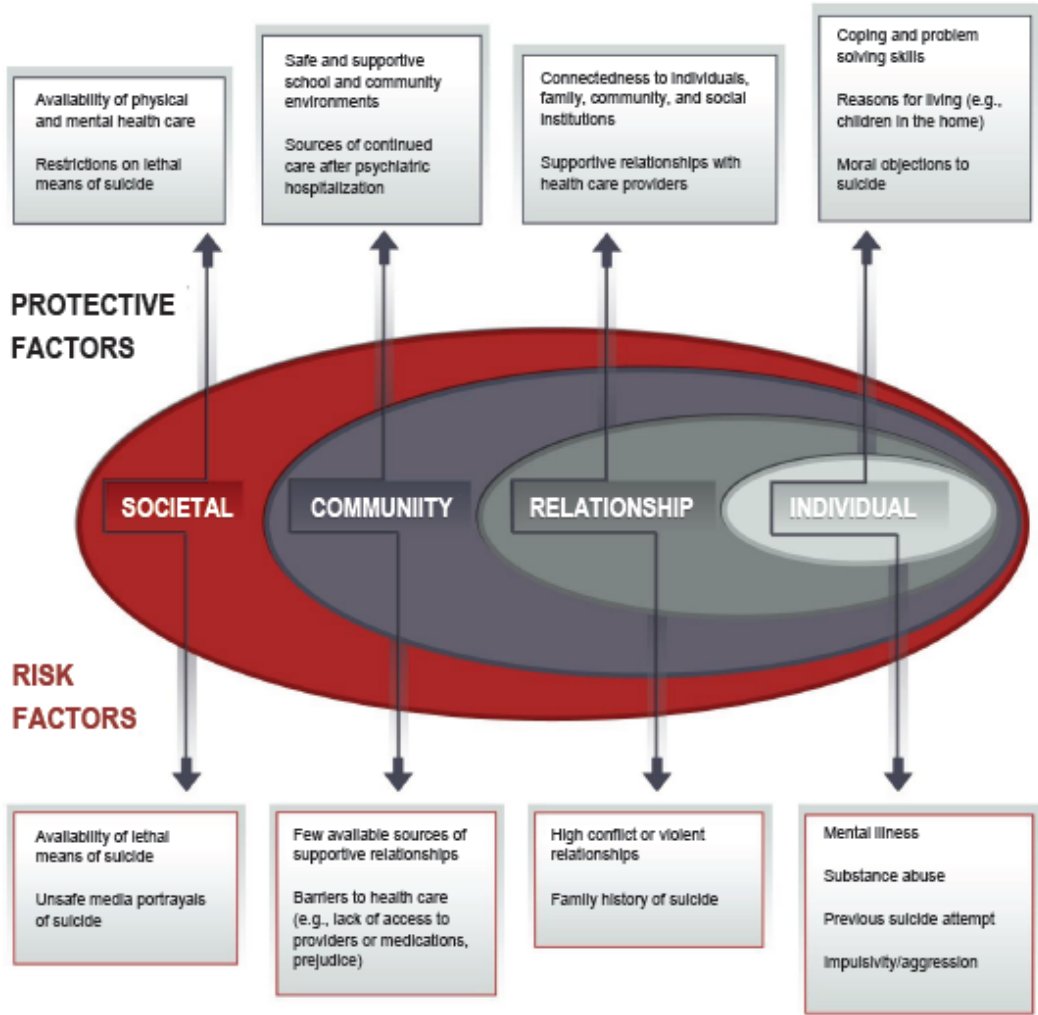 Availability of physical
and mental health care
Restrictions on lethal
means of suicide
Safe and supportive
school and community
environments
Sources of continued
care after psychiatric
hospitalization
Connectedness to individuals,
family, community, and social
institutions
Supportive relationships with
health care providers
Coping and problem
solving skills
Reasons for living (e.g.,
children in the home)
Moral objections to
suicide
PROTECTIVE
FACTORS
SOCIETAL
COMMUNIITY
RELATIONSHIP
INDIVIDUAL
RISK
FACTORS
Availability of lethal
means of suicide
Unsafe media portrayals
of suicide
Few available sources of
supportive relationships
Barriers to health care
(e.g., lack of access to
providers or medications,
prejudice)
High conflict or violent
relationships
Family history of suicide
Mental illness
Substance abuse
Previous suicide attempt
Impulsivity/aggression